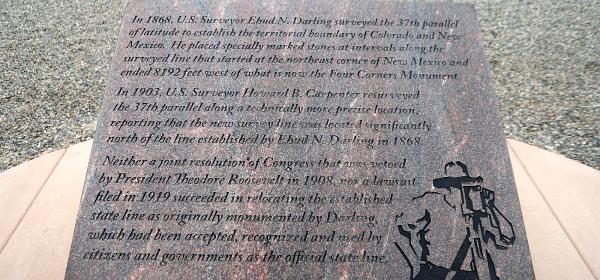 In 1868, U.S. Surveyor Ehud N. Darling surveyed the 37th parallel
of latitude to establish the territorial boundary of Colorado and New
Mexico. He placed specially marked stones at intervals along the
surveyed line that started at the northeast corner of New Mexico and
ended 8192 feet west of what is now the Four Corners Monument
In 1903, U.S. Surveyor Howard B. Carpenter resurveyed
the 37th parallel along a technically more precise location,
reporting that the new survey line was located significantly
north of the line established by Ehud N. Darling in 1868
Neither a joint resolution of Congress that was vetoed
by President Theodore Roosevelt in 1908, nor a lawsuit
filed in 1919 succeeded in relocating the established
state line as originally monumented by Darling,
which had been accepted, recognized and used by
citizens and governments as the official state line.